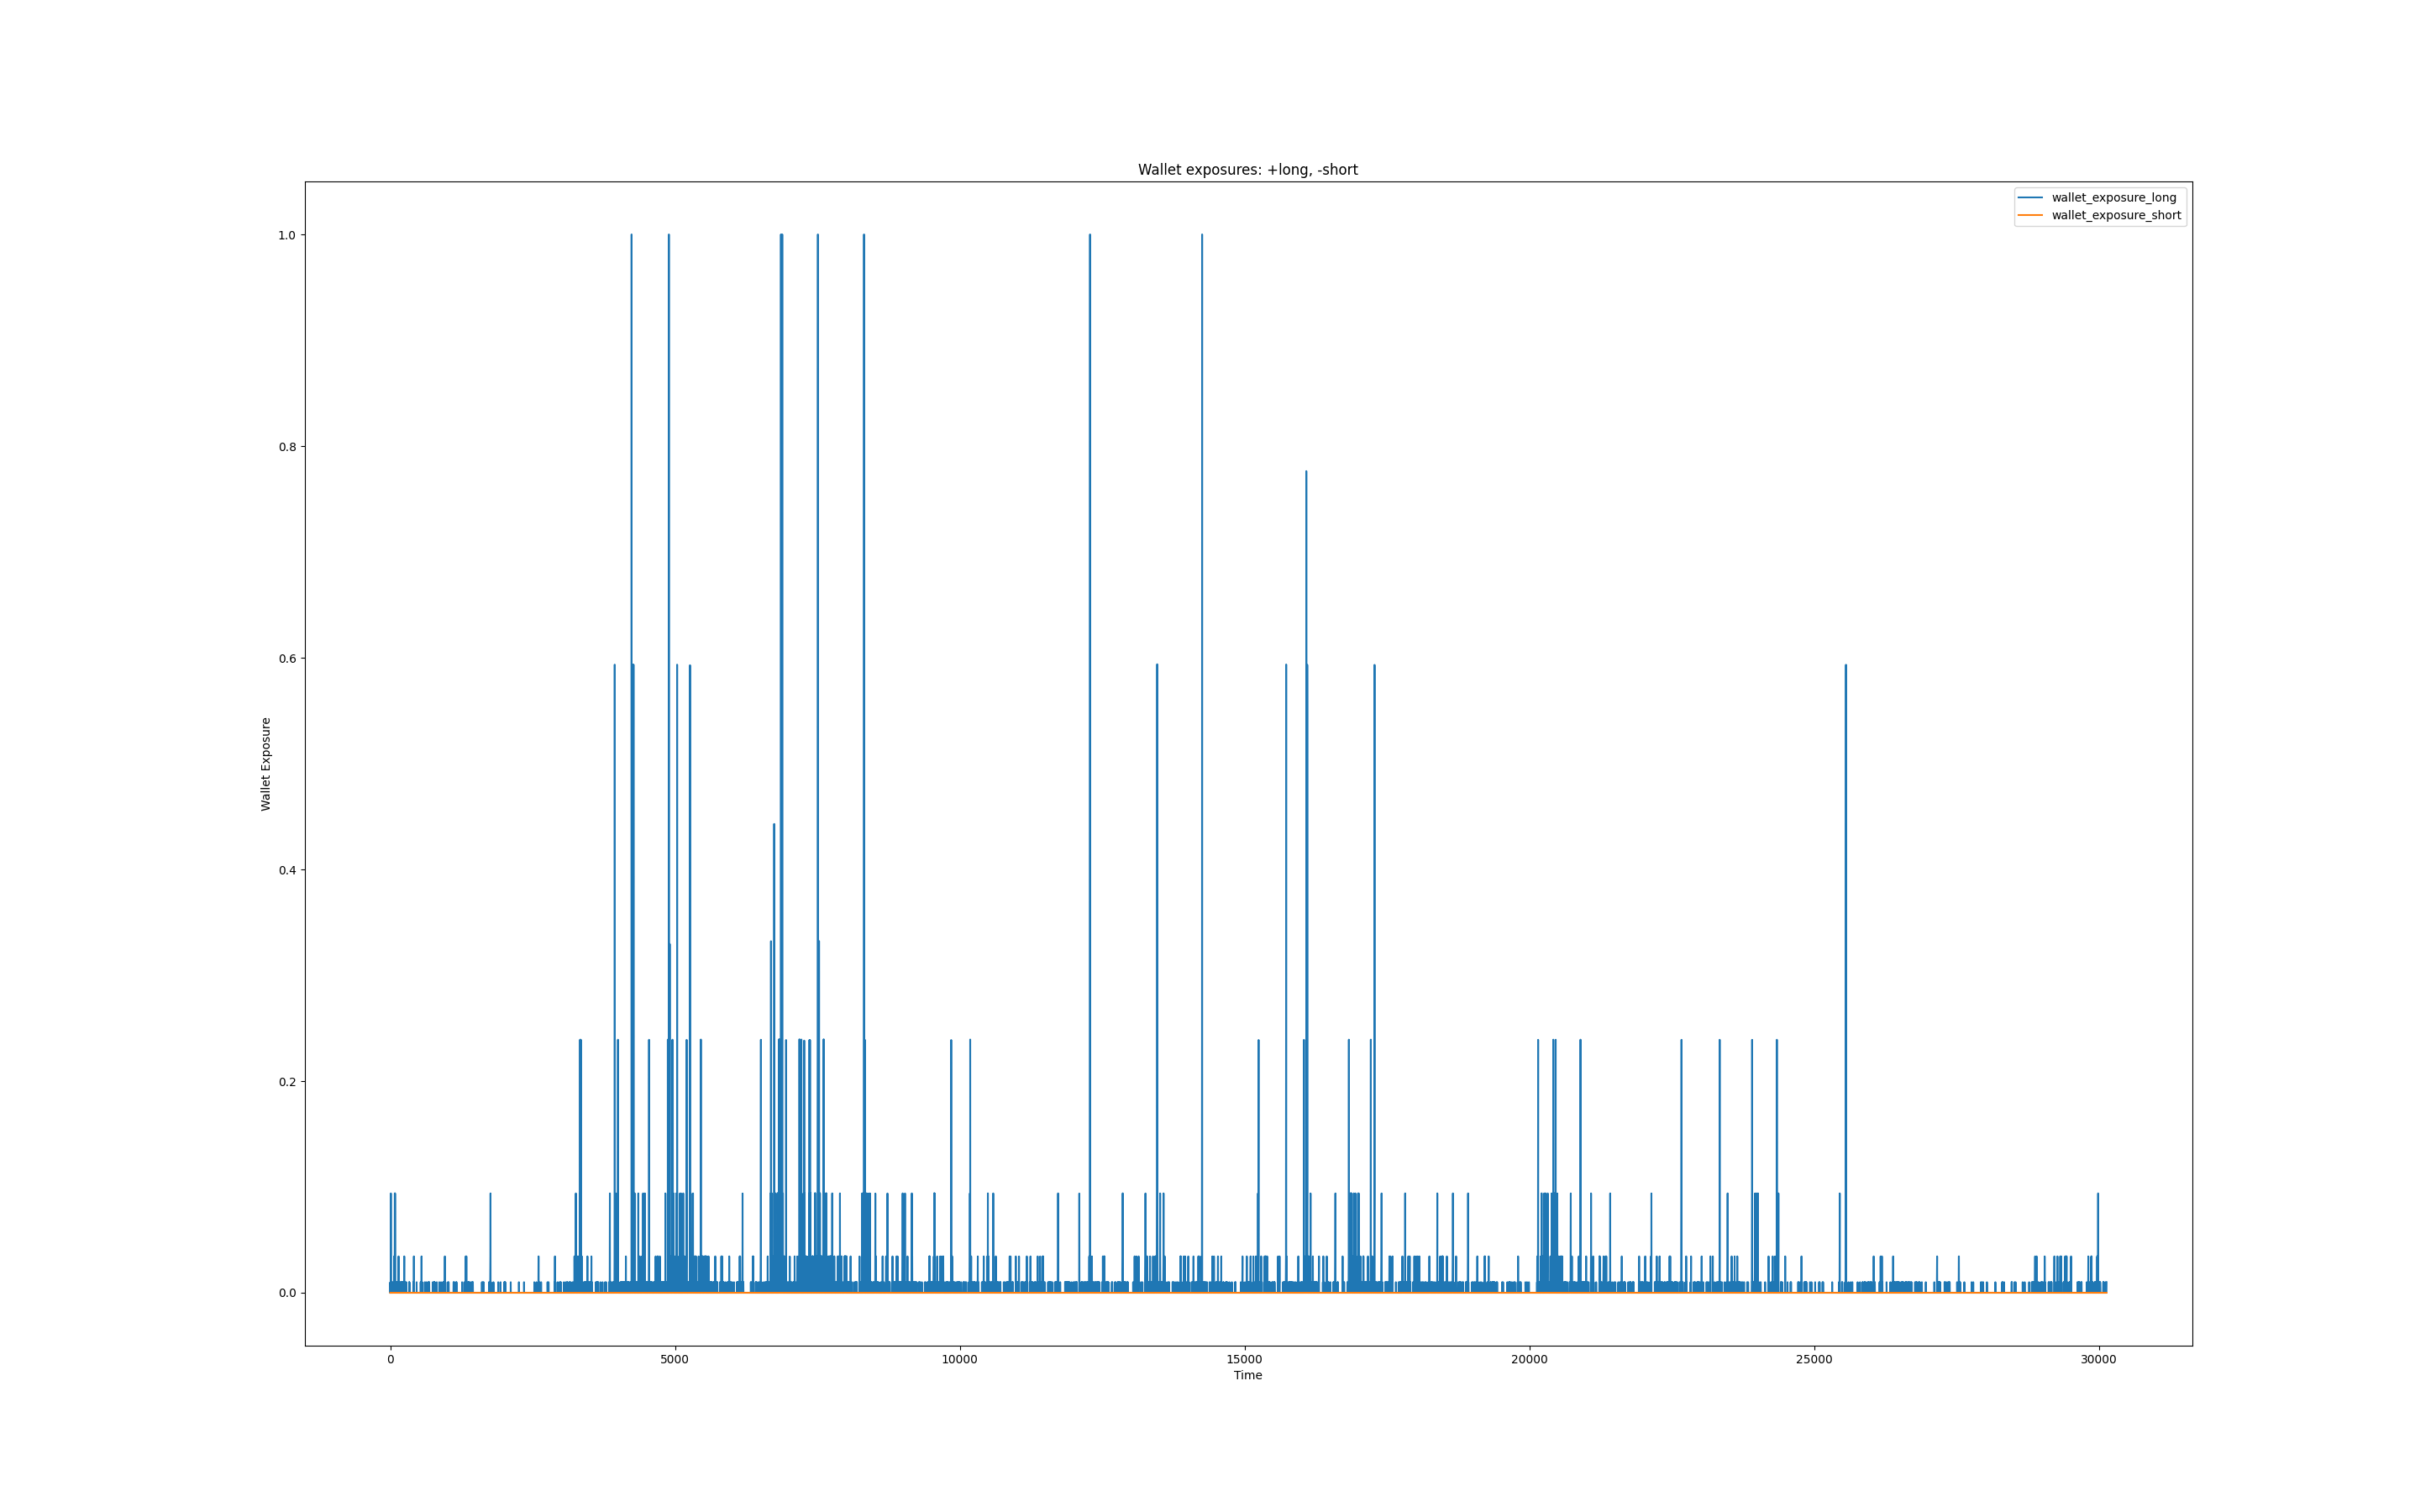 Wallet exposures: +long, -short
wallet_exposure_long
wallet_exposure_short
1.0
0.8
0.6
0.4
0.2
0.0
Wallet Exposure
0 5000 10000 15000 20000 25000 30000
Time